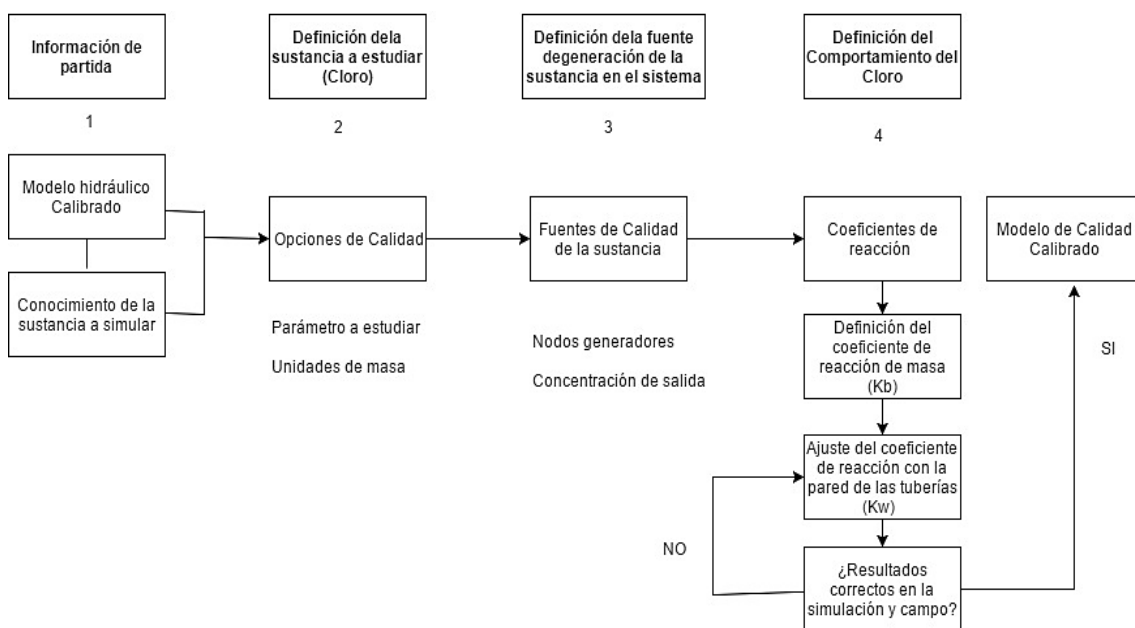 Información de
partida
Definición dela
sustancia a estudiar
(Cloro)
Definición dela fuente
degeneración de la
sustancia en el sistema
Definición del
Comportamiento del
Cloro
1
2
3
4
Modelo hidráulico
Calibrado
Conocimiento de la
sustancia a simular
Opciones de Calidad
Parámetro a estudiar
Unidades de masa
Fuentes de Calidad
de la sustancia
Nodos generadores
Concentración de salida
Coeficientes de
reacción
Definición del
coeficiente de
reacción de masa
(Kb)
Ajuste del coeficiente
de reacción con la
pared de las tuberías
(Kw)
¿Resultados
correctos en la
simulación y campo?
NO
SI
Modelo de Calidad
Calibrado